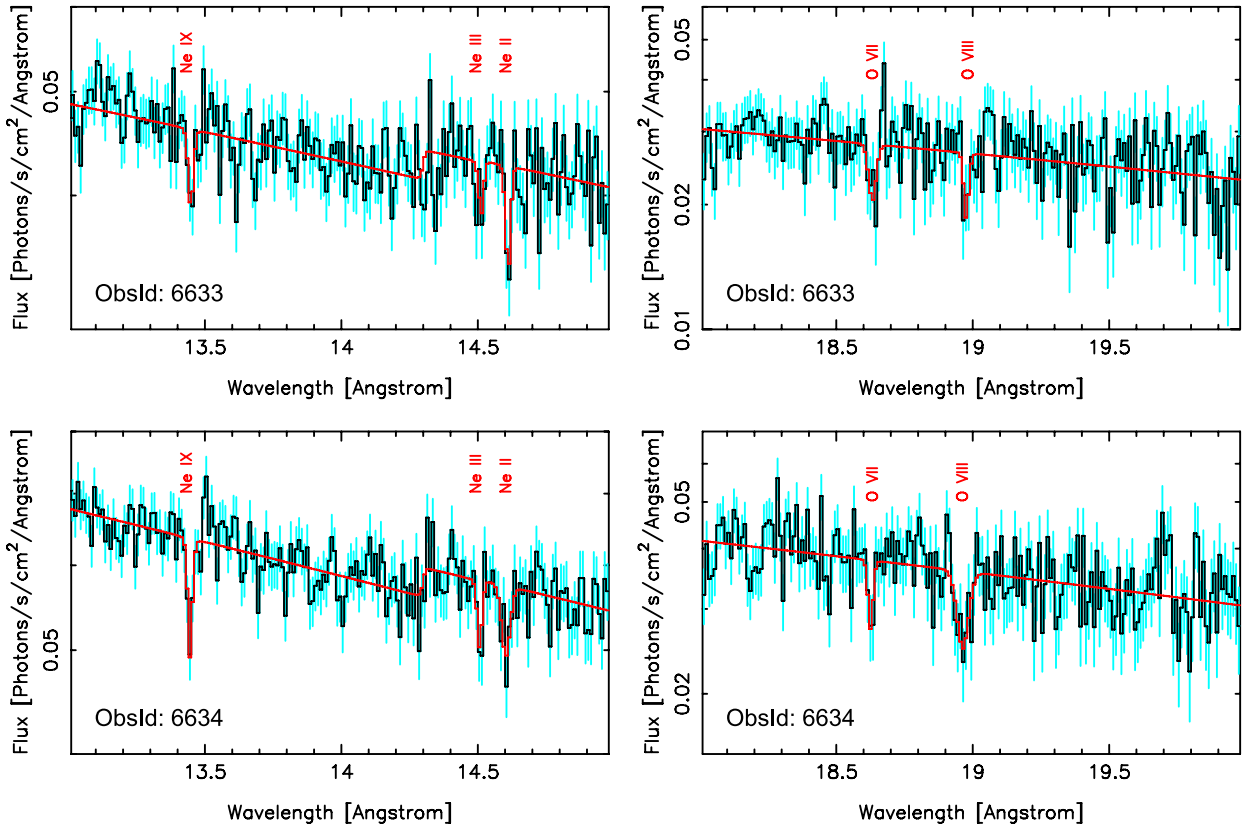 Flux [Photons/s/cm²/Angstrom]
0.05
Ne IX
Ne III
Ne II
ObsId: 6633
13.5
14
14.5
Wavelength [Angstrom]
Flux [Photons/s/cm²/Angstrom]
0.05
0.02
0.01
O VII
O VIII
ObsId: 6633
18.5
19
19.5
Wavelength [Angstrom]
Flux [Photons/s/cm²/Angstrom]
0.05
Ne IX
Ne III
Ne II
ObsId: 6634
13.5
14
14.5
Wavelength [Angstrom]
Flux [Photons/s/cm²/Angstrom]
0.05
0.02
O VII
O VIII
ObsId: 6634
18.5
19
19.5
Wavelength [Angstrom]